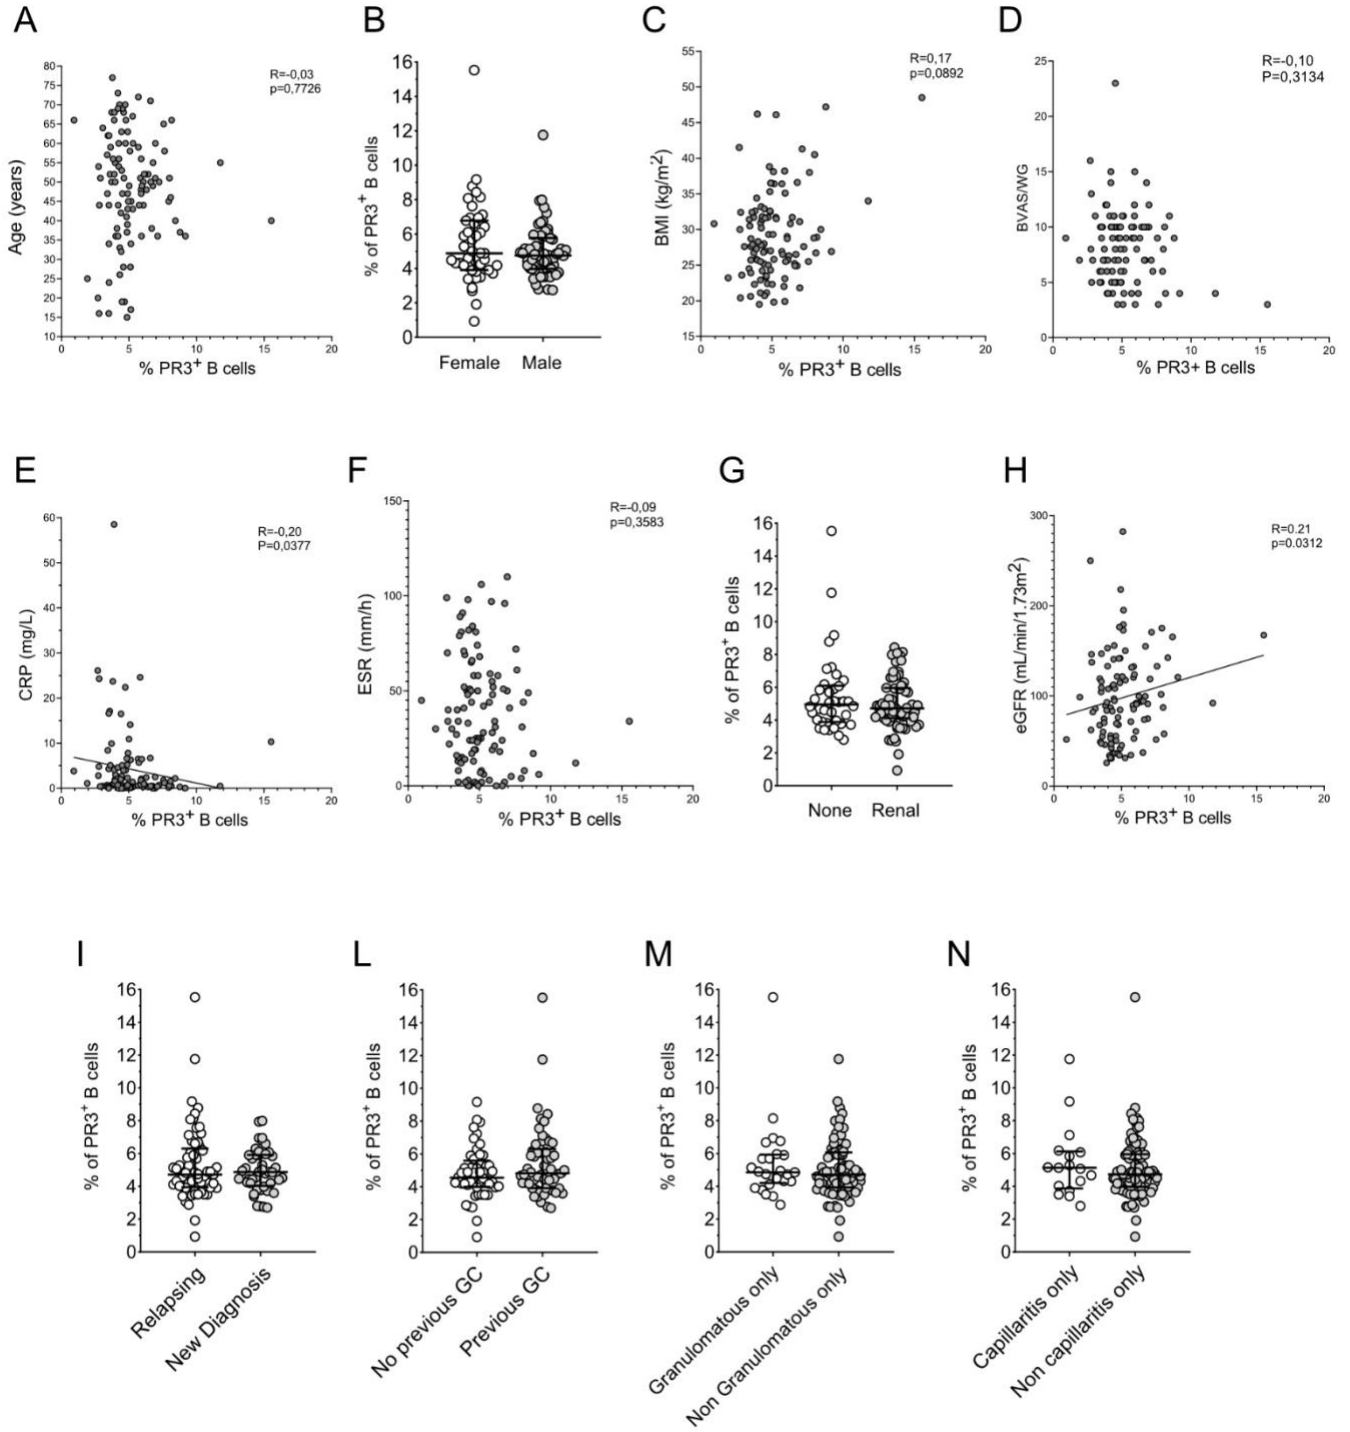 A
80
75
70
65
60
55
50
45
40
35
30
25
20
15
10
0
5
10
15
20
Age (years)
% PR3⁺ B cells
R=-0,03
p=0,7726
B
16
14
12
10
8
6
4
2
0
% of PR3⁺ B cells
Female
Male
C
55
50
45
40
35
30
25
20
15
0
5
10
15
20
BMI (kg/m²)
% PR3⁺ B cells
R=0,17
p=0,0892
D
25
20
15
10
5
0
0
5
10
15
20
BVAS/WG
% PR3+ B cells
R=-0,10
P=0,3134
E
60
50
40
30
20
10
0
0
5
10
15
20
CRP (mg/L)
% PR3⁺ B cells
R=-0,20
P=0,0377
F
150
100
50
0
0
5
10
15
20
ESR (mm/h)
% PR3⁺ B cells
R=-0,09
p=0,3583
G
16
14
12
10
8
6
4
2
0
% of PR3⁺ B cells
None
Renal
H
300
200
100
0
0
5
10
15
20
eGFR (mL/min/1.73m²)
% PR3⁺ B cells
R=0.21
p=0.0312
I
16
14
12
10
8
6
4
2
0
% of PR3⁺ B cells
Relapsing
New Diagnosis
L
16
14
12
10
8
6
4
2
0
% of PR3⁺ B cells
No previous GC
Previous GC
M
16
14
12
10
8
6
4
2
0
% of PR3⁺ B cells
Granulomatous only
Non Granulomatous only
N
16
14
12
10
8
6
4
2
0
% of PR3⁺ B cells
Capillaritis only
Non capillaritis only